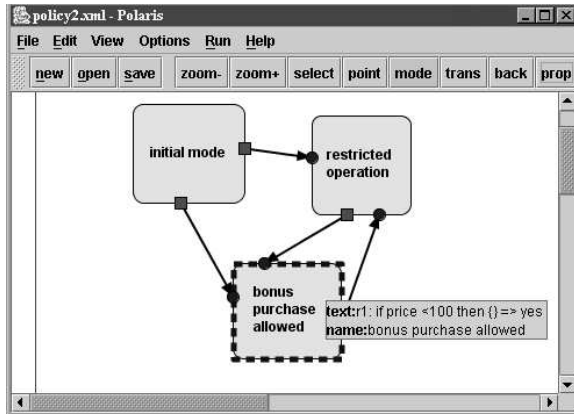 policy2.xml - Polaris
File Edit View Options Run Help
new open save zoom- zoom+ select point mode trans back prop
initial mode
restricted
operation
bonus
purchase
allowed
text:r1: if price <100 then {} => yes
name:bonus purchase allowed